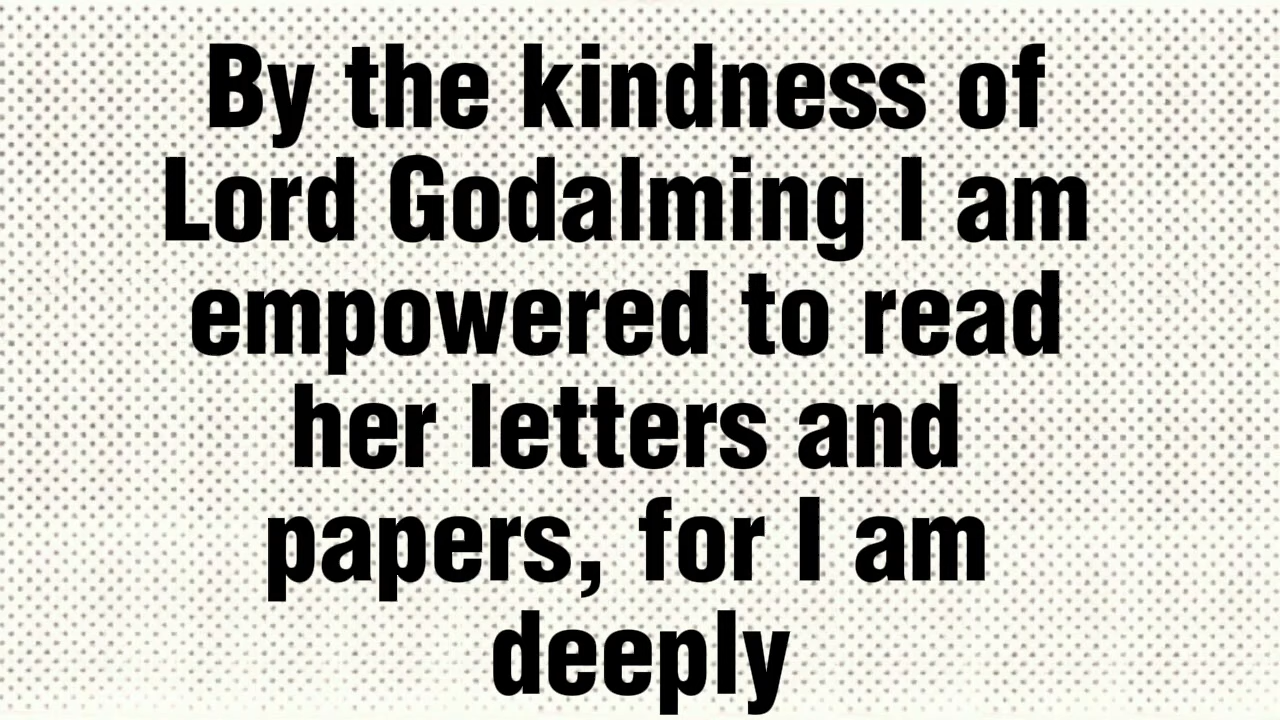 By the kindness of
Lord Godalming I am
empowered to read
her letters and
papers, for I am
deeply